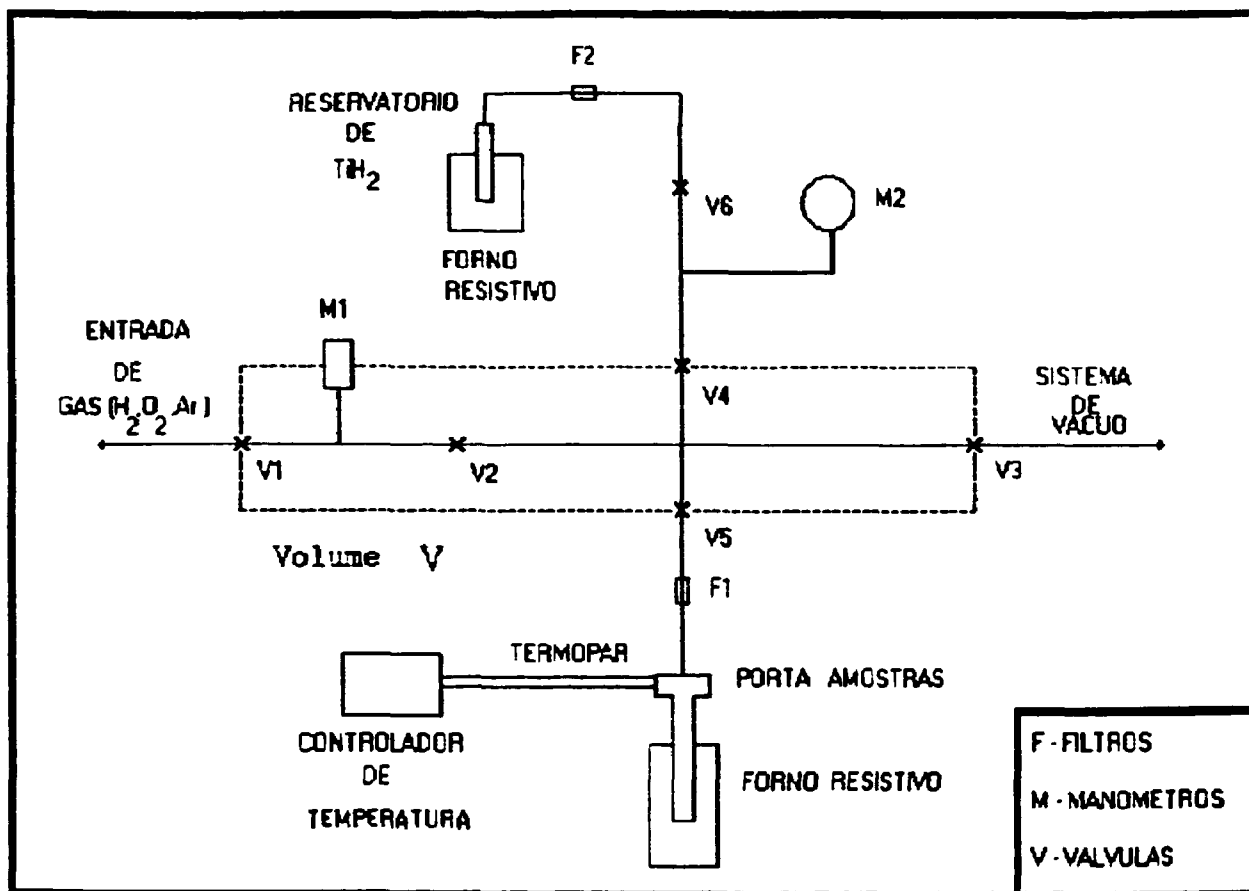 F2
RESERVATORIO
DE
TiH2
V6
M2
FORNO
RESISTIVO
M1
ENTRADA
DE
GAS (H2,O2,Ar)
V4
SISTEMA
DE
VACUO
V1
V2
V3
V5
Volume V
F1
TERMOPAR
PORTA AMOSTRAS
CONTROLADOR
DE
TEMPERATURA
FORNO RESISTIVO
F - FILTROS
M - MANOMETROS
V - VALVULAS